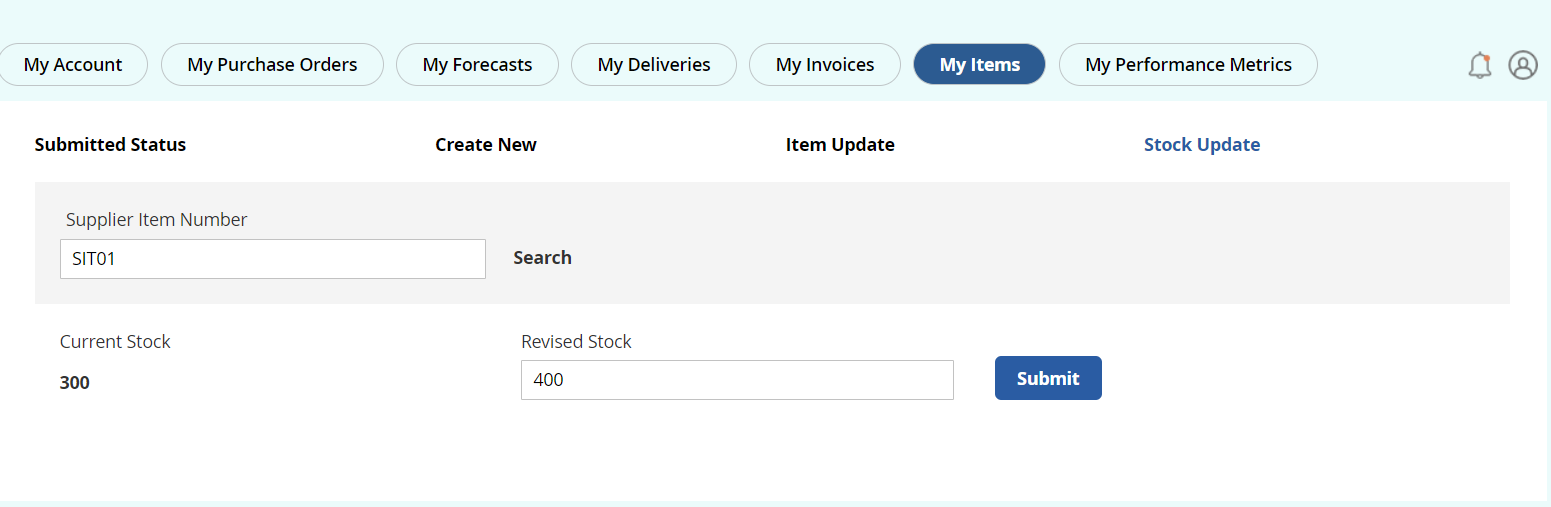 My Account My Purchase Orders My Forecasts My Deliveries My Invoices My Items My Performance Metrics
Submitted Status Create New Item Update Stock Update
Supplier Item Number
SIT01 Search
Current Stock Revised Stock
300 400 Submit